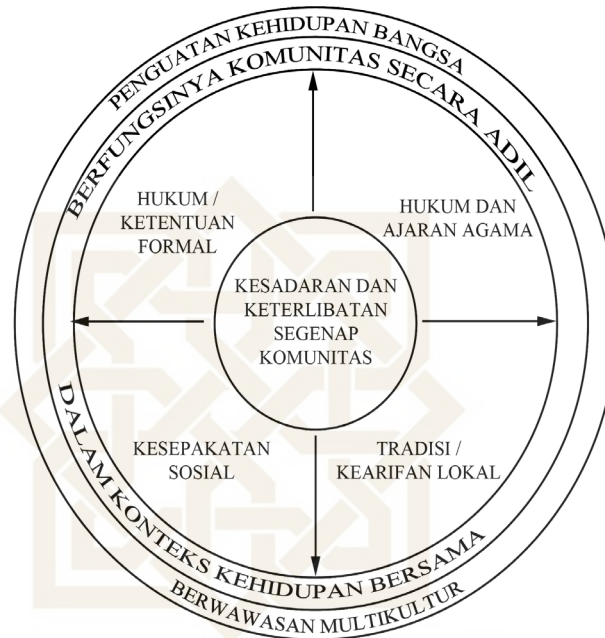 PENGUATAN KEHIDUPAN BANGSA
BERFUNGSINYA KOMUNITAS SECARA ADIL
HUKUM /
KETENTUAN
FORMAL
HUKUM DAN
AJARAN AGAMA
KESADARAN DAN
KETERLIBATAN
SEGENAP
KOMUNITAS
KESEPAKATAN
SOSIAL
TRADISI /
KEARIFAN LOKAL
DALAM KONTEKS KEHIDUPAN BERSAMA
BERWAWASAN MULTIKULTUR